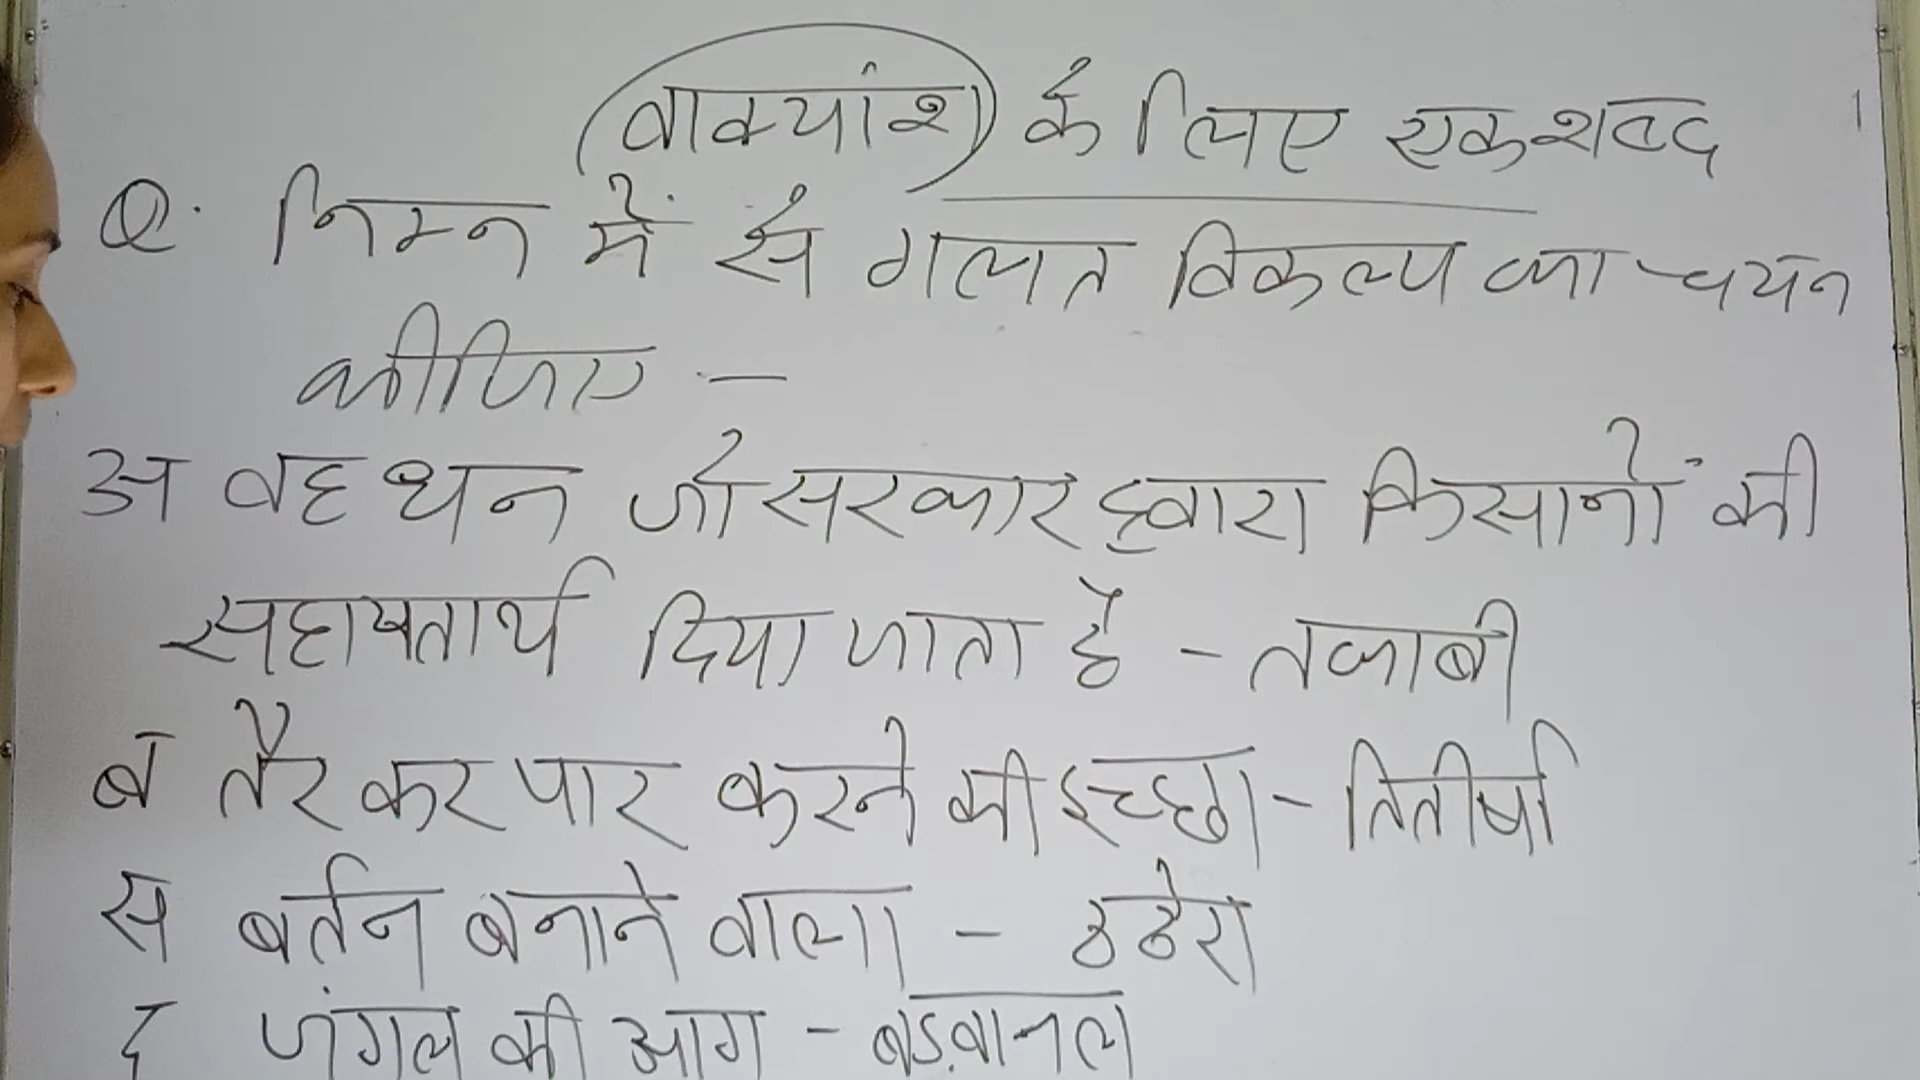 वाक्यांश के लिए एक शब्द
Q. निम्न में से गलत विकल्प का चयन
कीजिए -
अ वह धन जो सरकार द्वारा किसानों की
सहायतार्थ दिया जाता है - तकाबी
ब तैर कर पार करने की इच्छा - तितीर्षा
स बर्तन बनाने वाला - ठठेरा
द जंगल की आग - बड़वानल